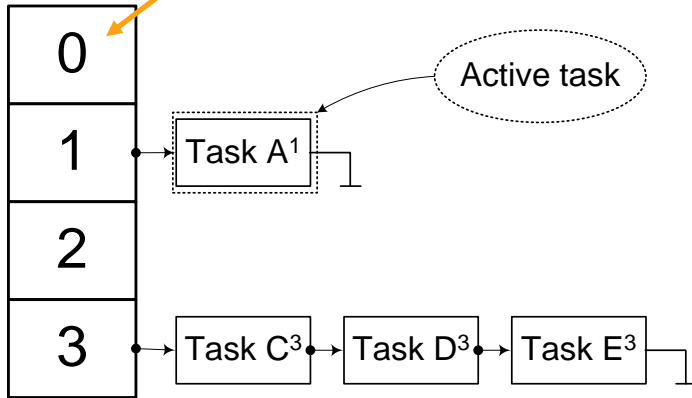 0
Active task
1
Task A¹
2
3
Task C³
Task D³
Task E³